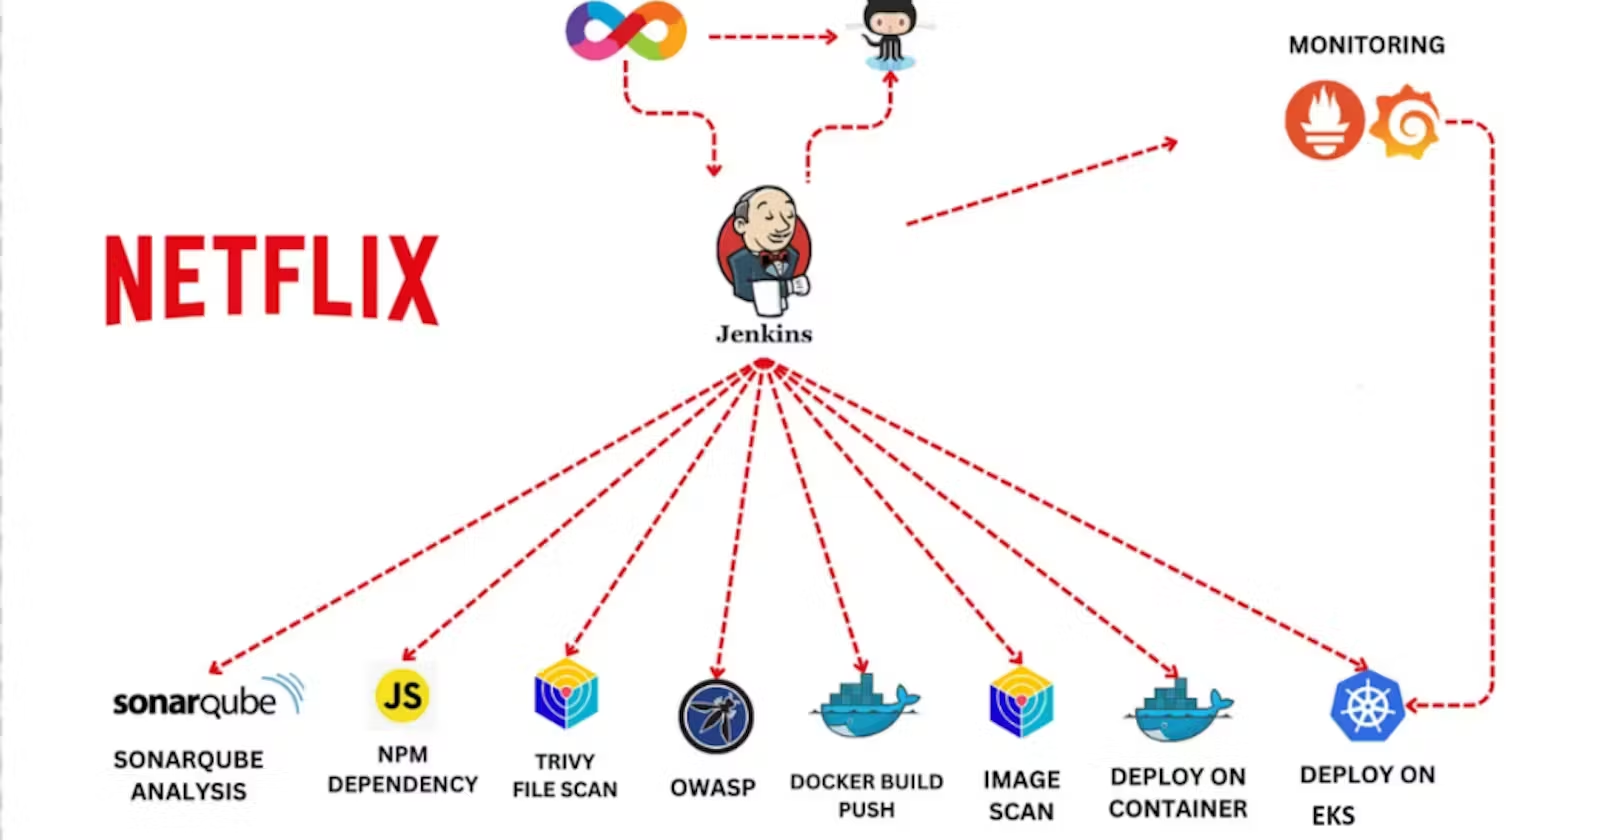 MONITORING
NETFLIX
Jenkins
sonarqube
JS
SONARQUBE
ANALYSIS
NPM
DEPENDENCY
TRIVY
FILE SCAN
OWASP
DOCKER BUILD
PUSH
IMAGE
SCAN
DEPLOY ON
CONTAINER
DEPLOY ON
EKS